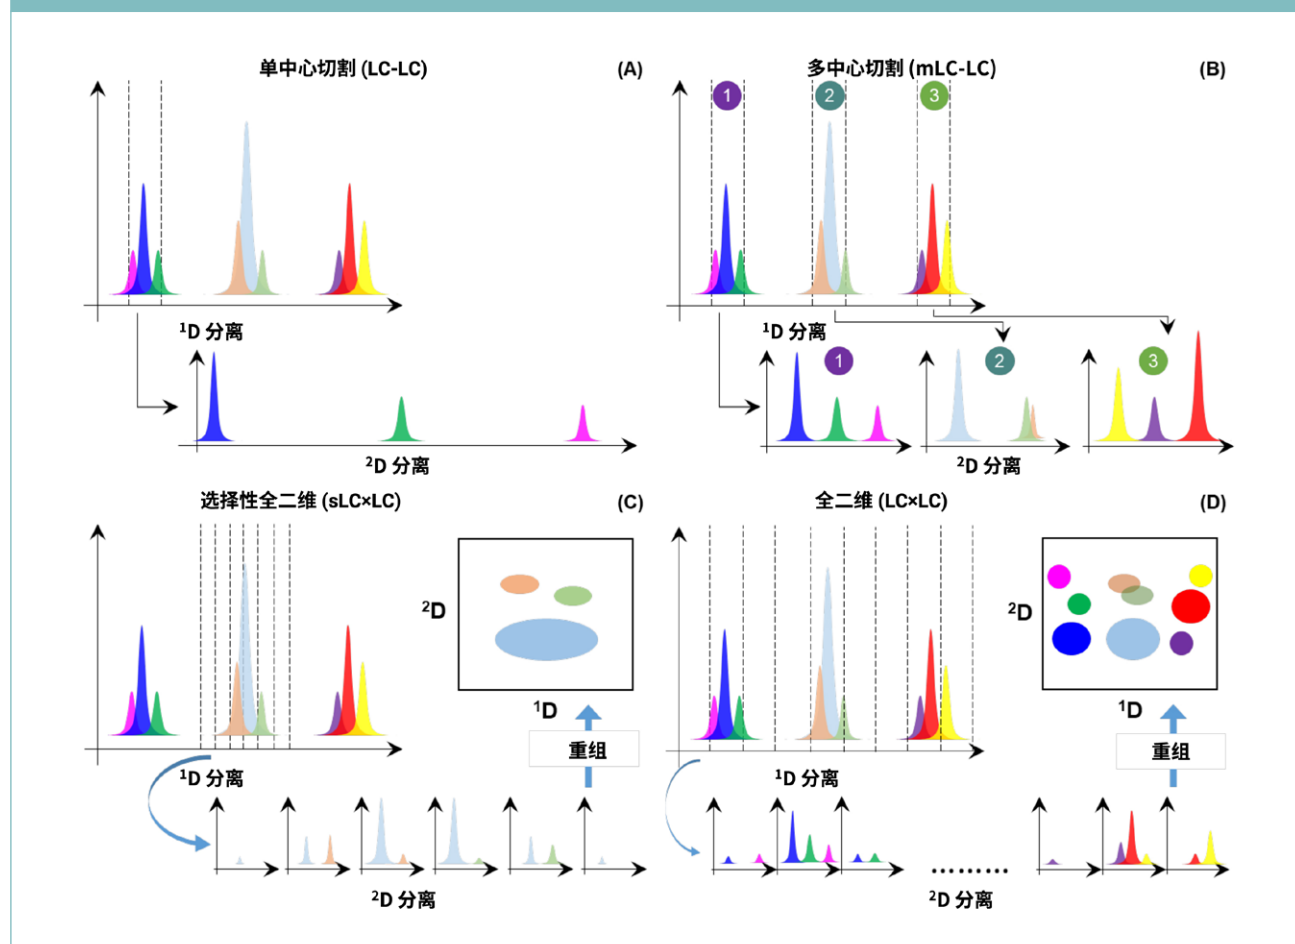 单中心切割 (LC-LC)
(A)
¹D 分离
²D 分离
多中心切割 (mLC-LC)
(B)
1
2
3
¹D 分离
1
2
3
²D 分离
选择性全二维 (sLC×LC)
(C)
²D
¹D
重组
¹D 分离
²D 分离
全二维 (LC×LC)
(D)
²D
¹D
重组
¹D 分离
·········
²D 分离